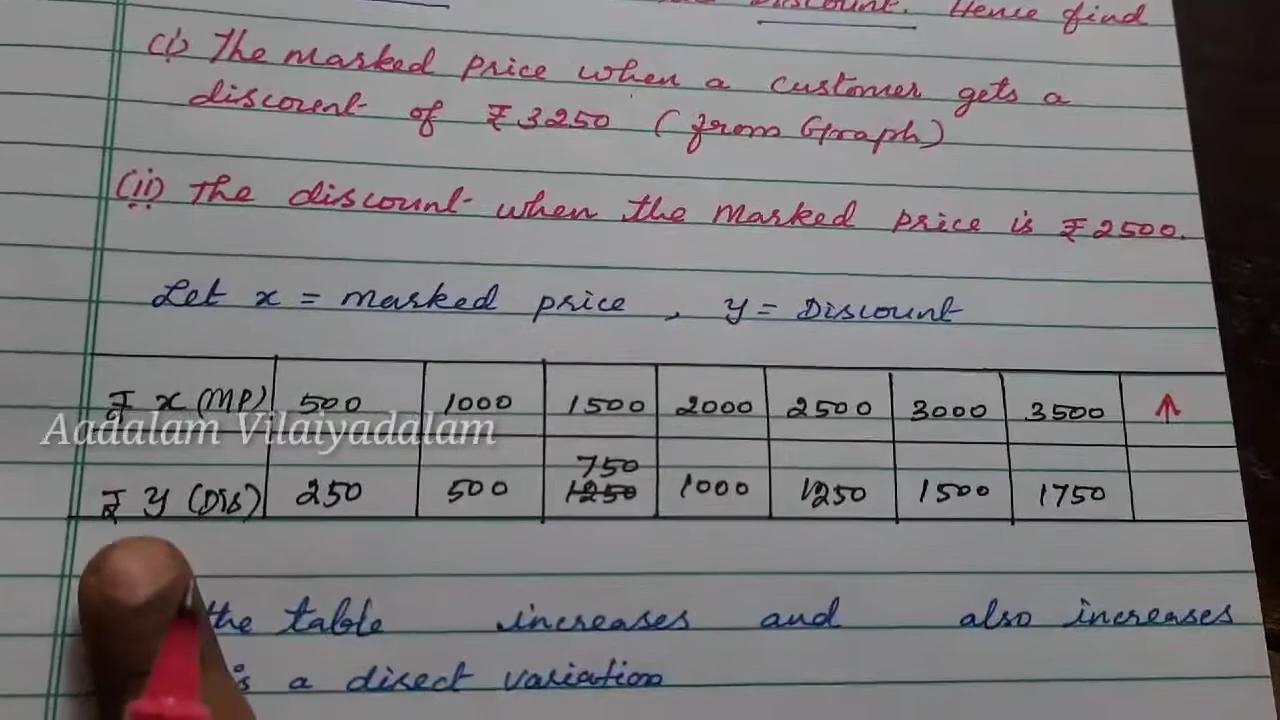 Discount. Hence find
(i) The marked price when a customer gets a
discount of ₹3250 (from Graph)
(ii) The discount when the marked price is ₹2500.
Let x = marked price , y = Discount
₹ x (MP) 500 1000 1500 2000 2500 3000 3500 ↑
Aadalam Vilaiyadalam
750
₹ y (Dis) 250 500 1250 1000 1250 1500 1750
the table increases and also increases
is a direct variation